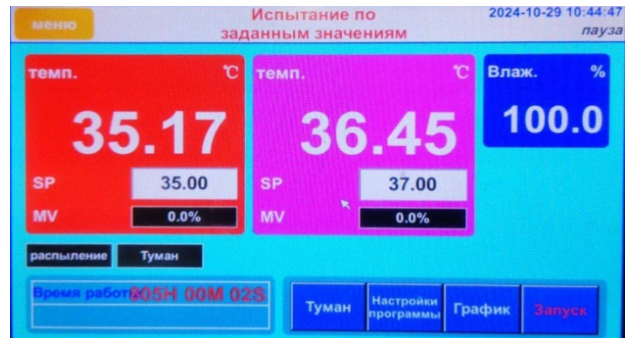 меню
Испытание по
заданным значениям
2024-10-29 10:44:47
пауза
темп. ℃
35.17
SP 35.00
MV 0.0%
темп. ℃
36.45
SP 37.00
MV 0.0%
Влаж. %
100.0
распыление Туман
Время работы 805H 00M 02S
Туман
Настройки
программы
График
Запуск